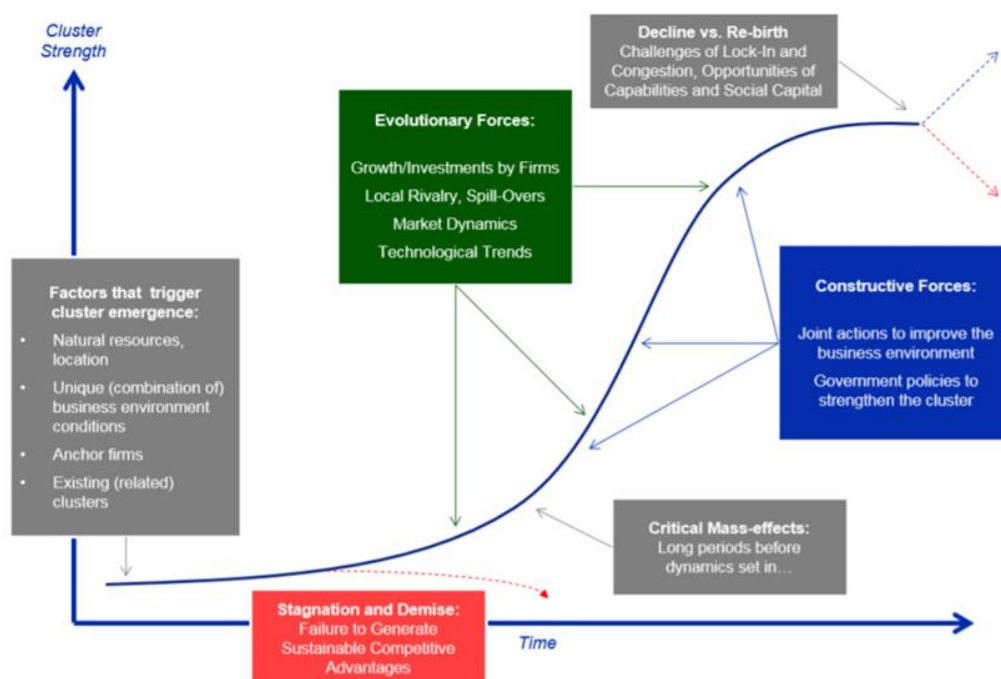 Cluster
Strength
Decline vs. Re-birth
Challenges of Lock-In and
Congestion, Opportunities of
Capabilities and Social Capital
Evolutionary Forces:
Growth/Investments by Firms
Local Rivalry, Spill-Overs
Market Dynamics
Technological Trends
Factors that trigger
cluster emergence:
• Natural resources,
location
• Unique (combination of)
business environment
conditions
• Anchor firms
• Existing (related)
clusters
Constructive Forces:
Joint actions to improve the
business environment
Government policies to
strengthen the cluster
Critical Mass-effects:
Long periods before
dynamics set in…
Stagnation and Demise:
Failure to Generate
Sustainable Competitive
Advantages
Time